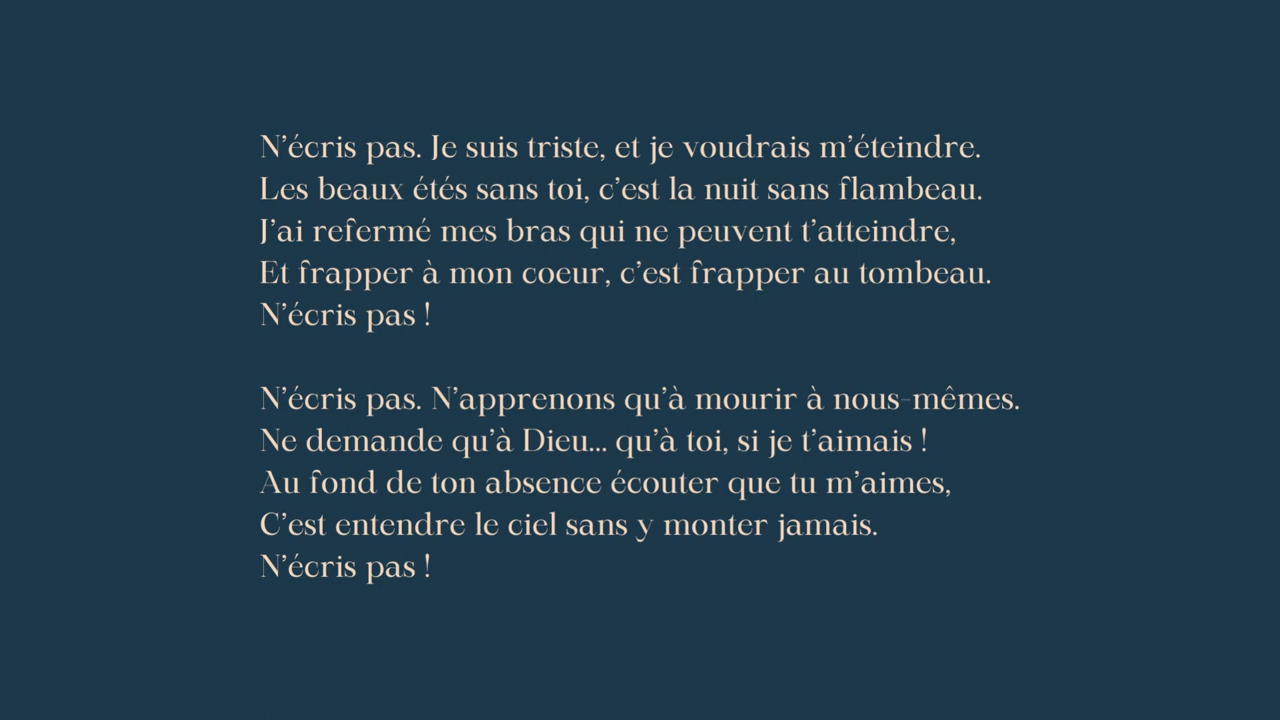 N’écris pas. Je suis triste, et je voudrais m’éteindre.
Les beaux étés sans toi, c’est la nuit sans flambeau.
J’ai refermé mes bras qui ne peuvent t’atteindre,
Et frapper à mon coeur, c’est frapper au tombeau.
N’écris pas !

N’écris pas. N’apprenons qu’à mourir à nous-mêmes.
Ne demande qu’à Dieu... qu’à toi, si je t’aimais !
Au fond de ton absence écouter que tu m’aimes,
C’est entendre le ciel sans y monter jamais.
N’écris pas !